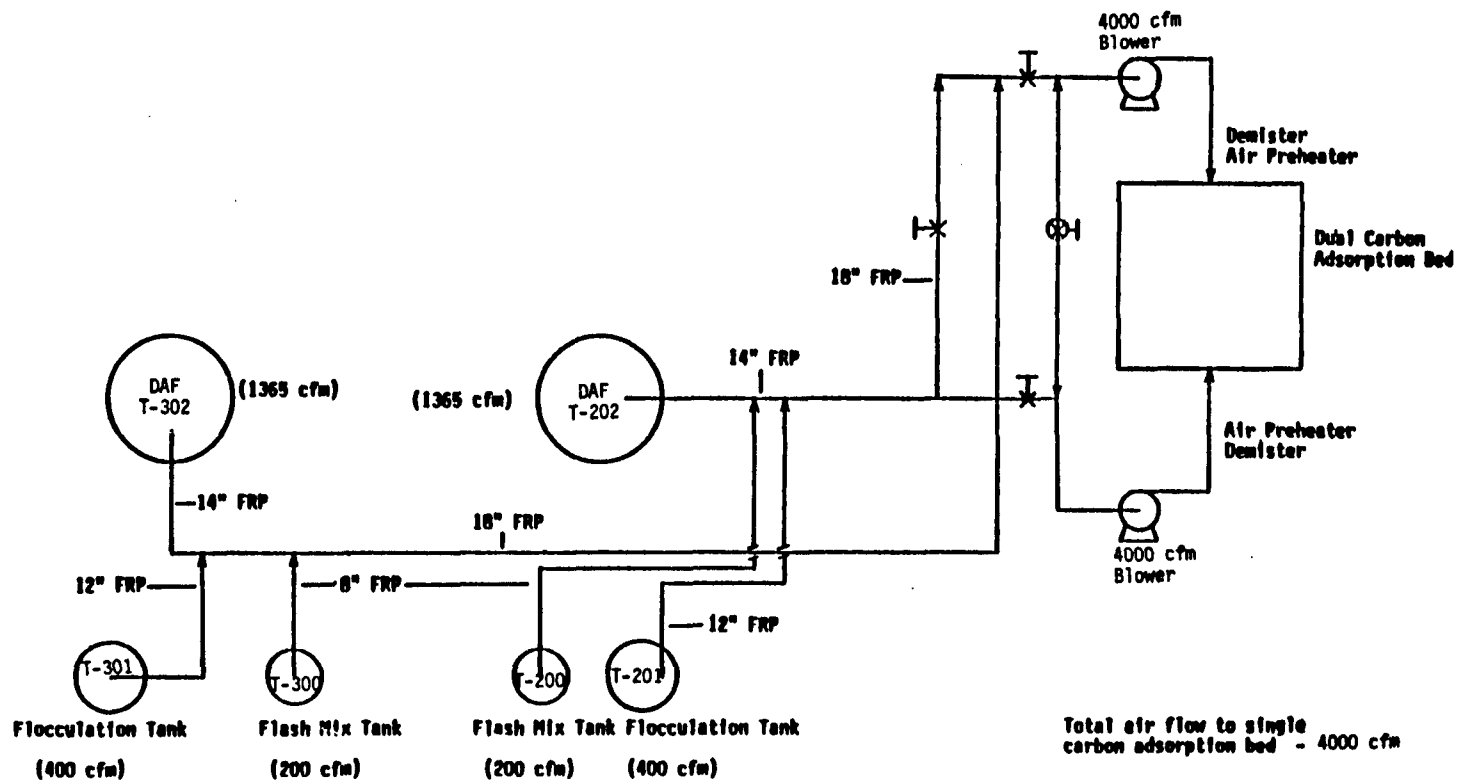 4000 cfm
Blower
Demister
Air Preheater
Dual Carbon
Adsorption Bed
18" FRP
14" FRP
DAF
T-302
(1365 cfm)
(1365 cfm)
DAF
T-202
Air Preheater
Demister
14" FRP
18" FRP
4000 cfm
Blower
12" FRP
8" FRP
12" FRP
T-301
T-300
T-200
T-201
Flocculation Tank
Flash Mix Tank
Flash Mix Tank
Flocculation Tank
(400 cfm)
(200 cfm)
(200 cfm)
(400 cfm)
Total air flow to single
carbon adsorption bed - 4000 cfm